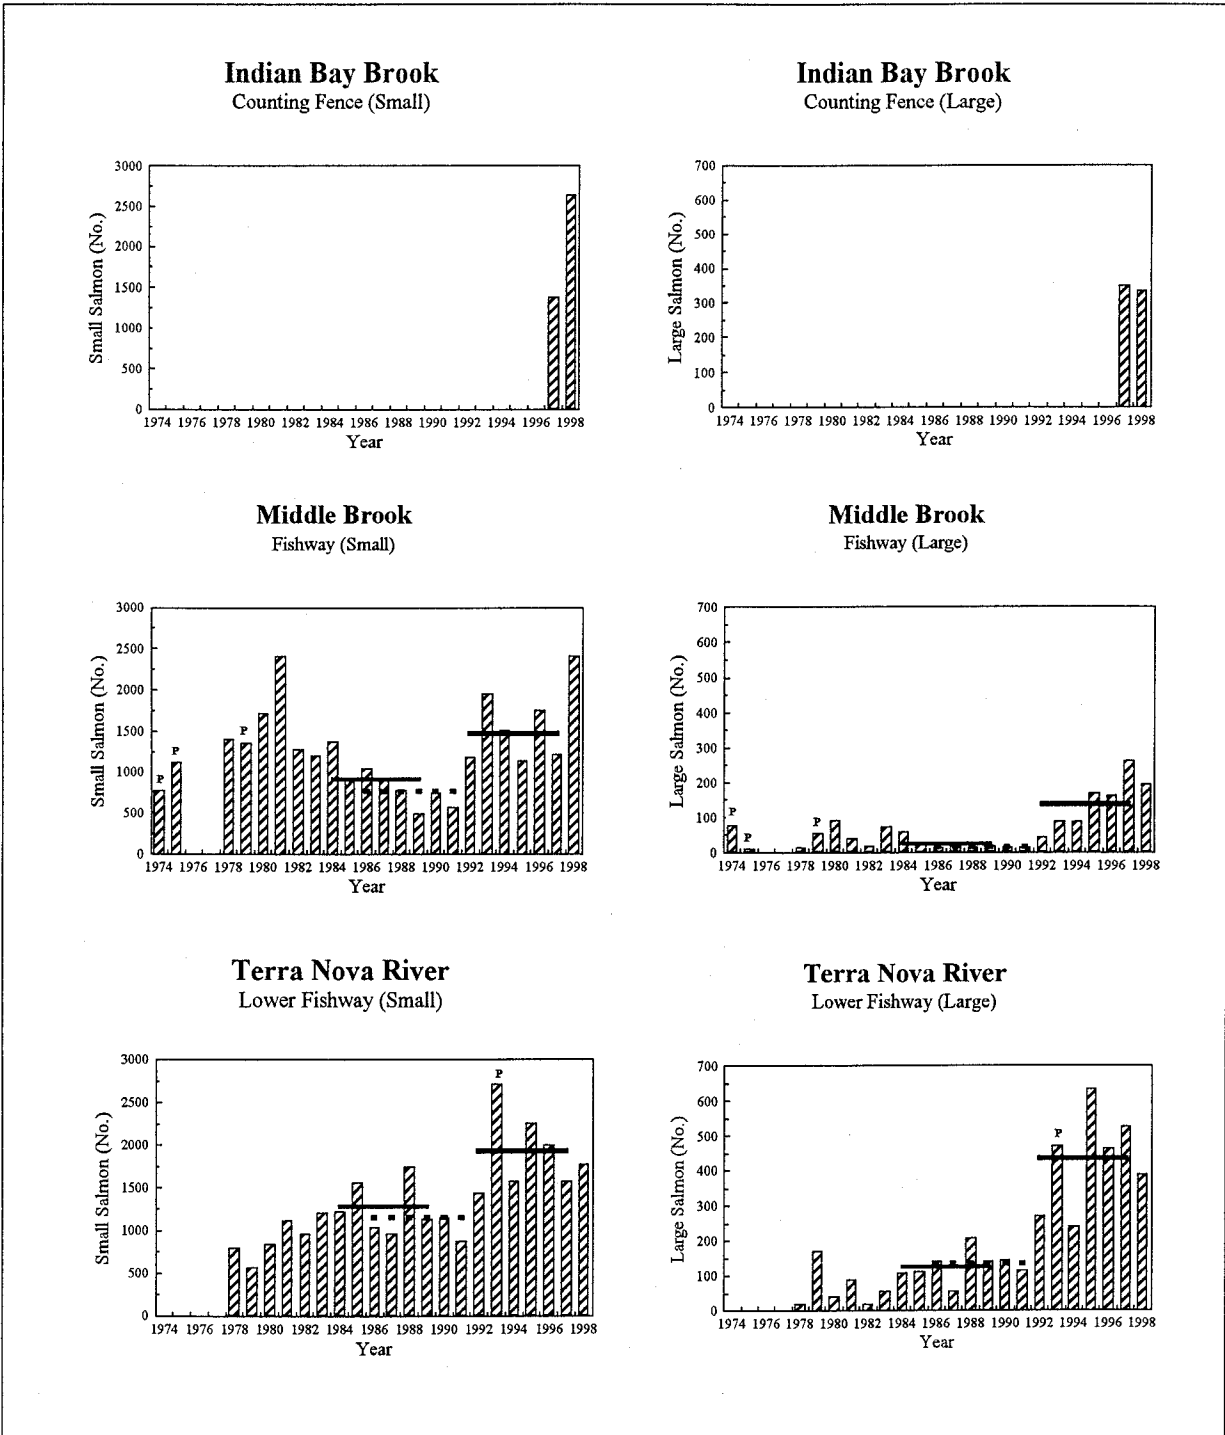 Indian Bay Brook
Counting Fence (Small)
3000
2500
2000
1500
1000
500
0
Small Salmon (No.)
1974 1976 1978 1980 1982 1984 1986 1988 1990 1992 1994 1996 1998
Year
Indian Bay Brook
Counting Fence (Large)
700
600
500
400
300
200
100
0
Large Salmon (No.)
1974 1976 1978 1980 1982 1984 1986 1988 1990 1992 1994 1996 1998
Year
Middle Brook
Fishway (Small)
3000
2500
2000
1500
1000
500
0
Small Salmon (No.)
P
P
P
1974 1976 1978 1980 1982 1984 1986 1988 1990 1992 1994 1996 1998
Year
Middle Brook
Fishway (Large)
700
600
500
400
300
200
100
0
Large Salmon (No.)
P
P
P
1974 1976 1978 1980 1982 1984 1986 1988 1990 1992 1994 1996 1998
Year
Terra Nova River
Lower Fishway (Small)
3000
2500
2000
1500
1000
500
0
Small Salmon (No.)
P
1974 1976 1978 1980 1982 1984 1986 1988 1990 1992 1994 1996 1998
Year
Terra Nova River
Lower Fishway (Large)
700
600
500
400
300
200
100
0
Large Salmon (No.)
P
1974 1976 1978 1980 1982 1984 1986 1988 1990 1992 1994 1996 1998
Year